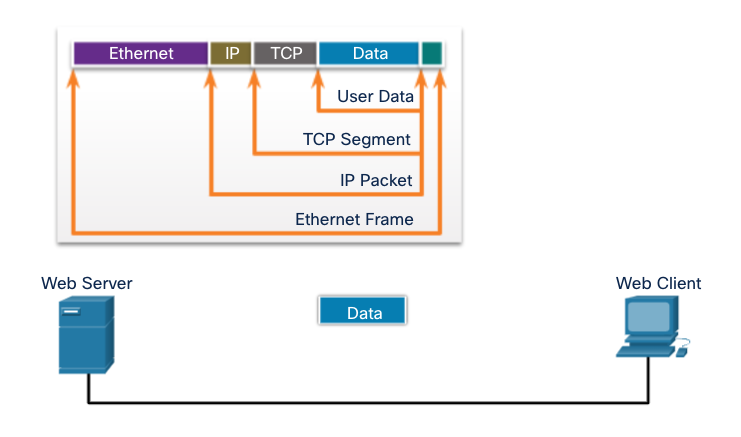 Ethernet IP TCP Data
User Data
TCP Segment
IP Packet
Ethernet Frame
Web Server
Web Client
Data